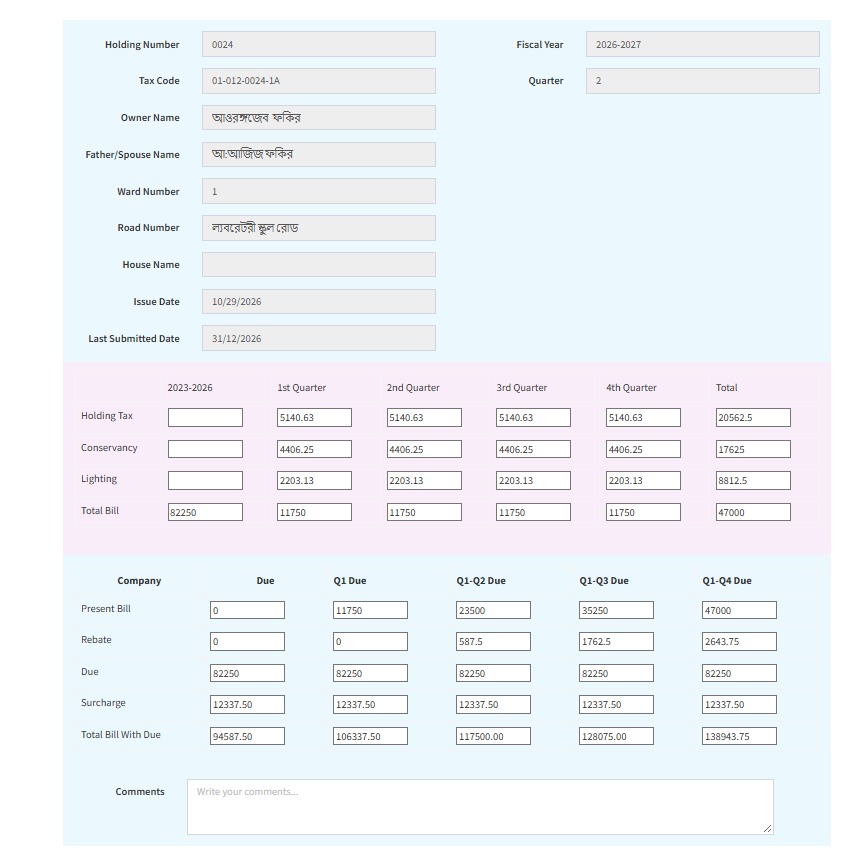 Holding Number 0024 Fiscal Year 2026-2027
Tax Code 01-012-0024-1A Quarter 2
Owner Name আওরঙ্গজেব ফকির
Father/Spouse Name আ:আজিজ ফকির
Ward Number 1
Road Number ল্যবরেটরী স্কুল রোড
House Name
Issue Date 10/29/2026
Last Submitted Date 31/12/2026
2023-2026 1st Quarter 2nd Quarter 3rd Quarter 4th Quarter Total
Holding Tax 5140.63 5140.63 5140.63 5140.63 20562.5
Conservancy 4406.25 4406.25 4406.25 4406.25 17625
Lighting 2203.13 2203.13 2203.13 2203.13 8812.5
Total Bill 82250 11750 11750 11750 11750 47000
Company Due Q1 Due Q1-Q2 Due Q1-Q3 Due Q1-Q4 Due
Present Bill 0 11750 23500 35250 47000
Rebate 0 0 587.5 1762.5 2643.75
Due 82250 82250 82250 82250 82250
Surcharge 12337.50 12337.50 12337.50 12337.50 12337.50
Total Bill With Due 94587.50 106337.50 117500.00 128075.00 138943.75
Comments Write your comments...